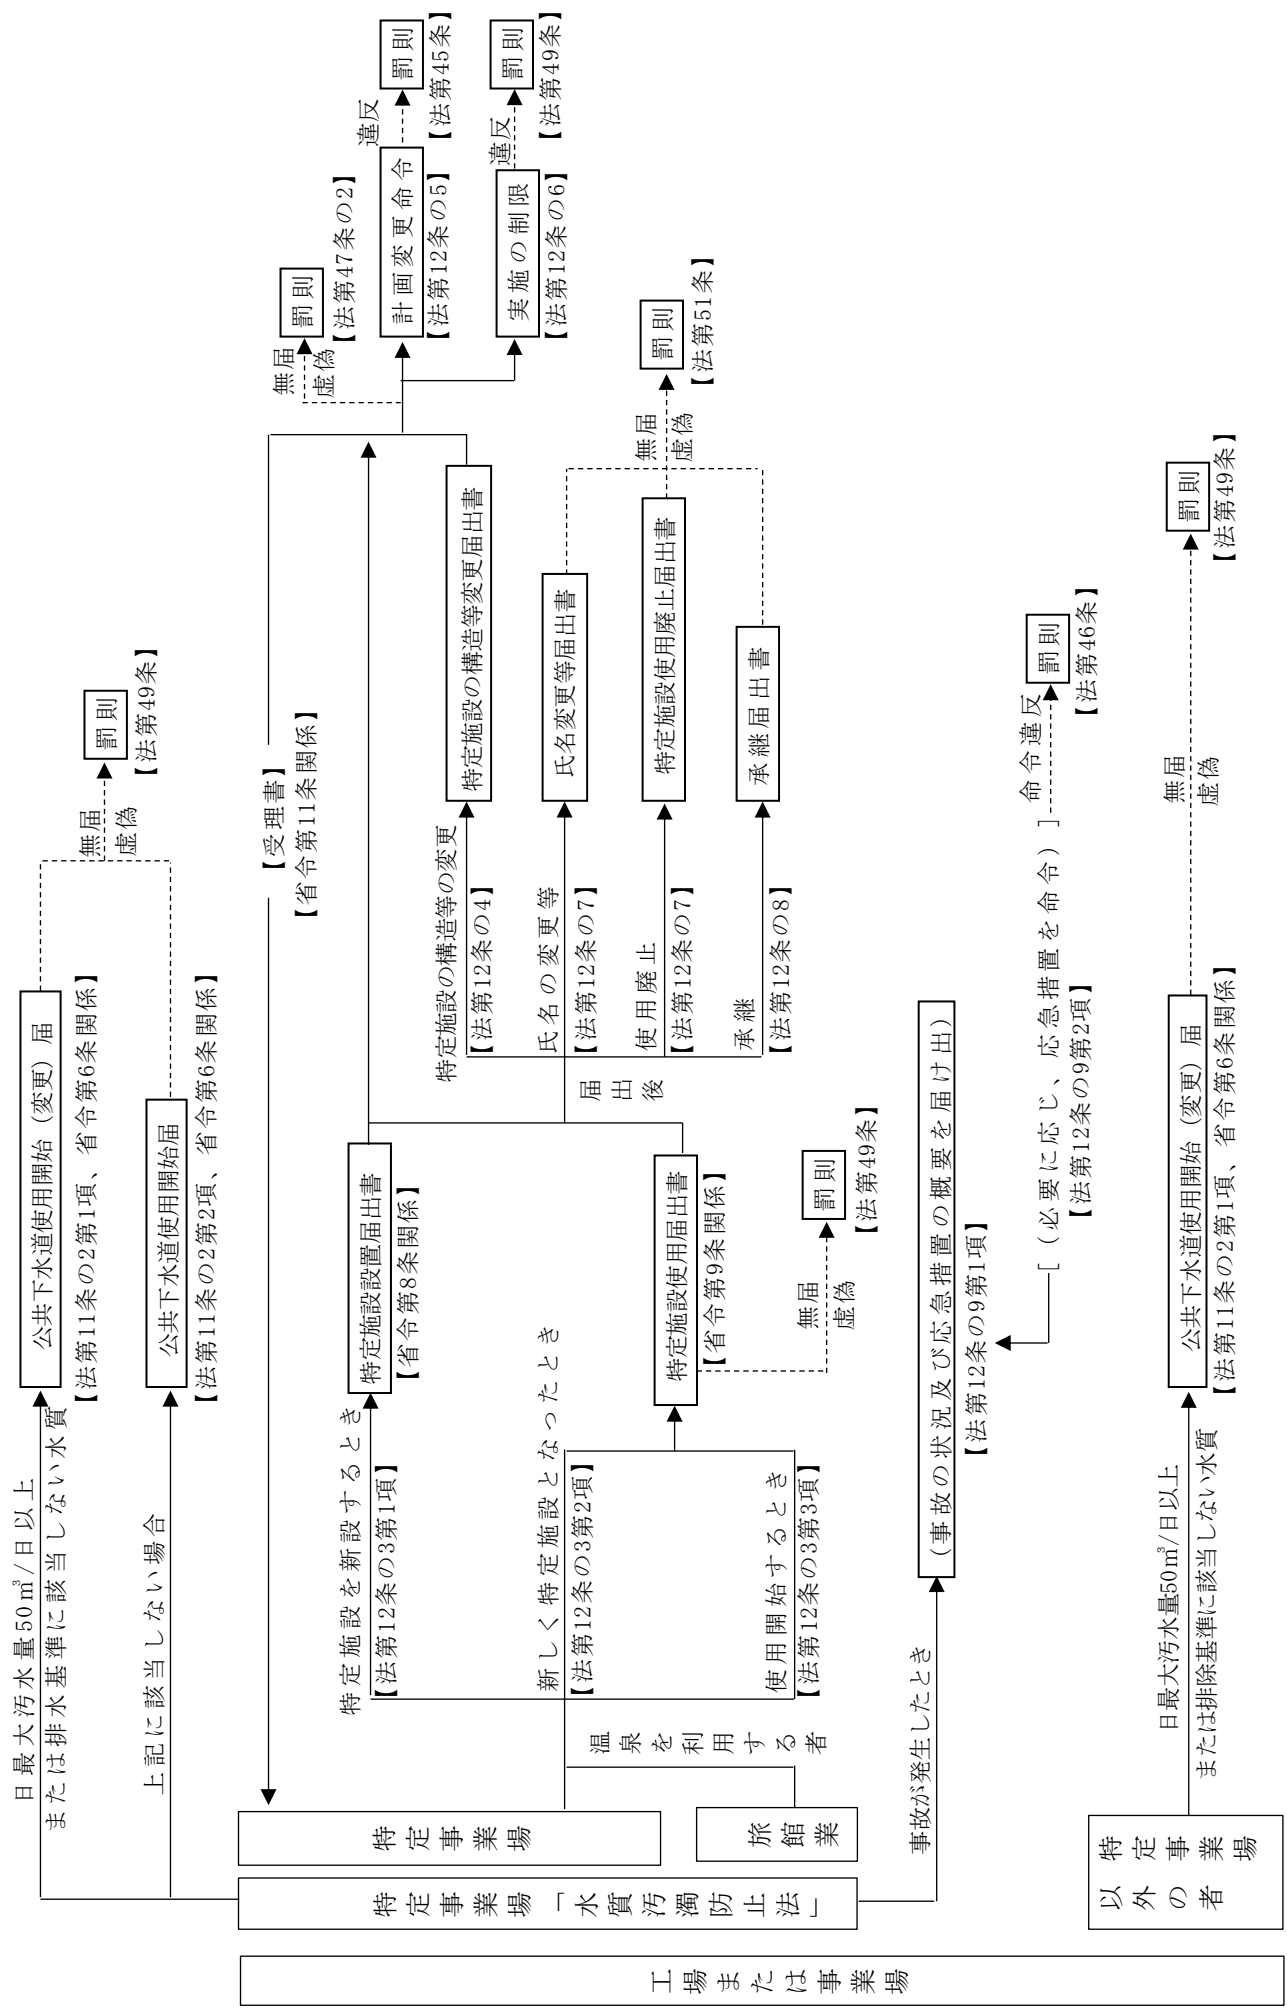 工場または事業場
特定事業場「水質汚濁防止法」
特定事業場
旅館業
特定事業場
以外の者
日最大汚水量50㎥/日以上
または排水基準に該当しない水質
公共下水道使用開始（変更）届
【法第11条の2第1項、省令第6条関係】
上記に該当しない場合
公共下水道使用開始届
【法第11条の2第2項、省令第6条関係】
無届
虚偽
罰則
【法第49条】
【受理書】
【省令第11条関係】
特定施設を新設するとき
【法第12条の3第1項】
特定施設設置届出書
【省令第8条関係】
新しく特定施設となったとき
【法第12条の3第2項】
温泉を利用する者
使用開始するとき
【法第12条の3第3項】
特定施設使用届出書
【省令第9条関係】
無届
虚偽
罰則
【法第49条】
届出後
特定施設の構造等の変更
【法第12条の4】
特定施設の構造等変更届出書
氏名の変更等
【法第12条の7】
氏名変更等届出書
使用廃止
【法第12条の7】
特定施設使用廃止届出書
承継
【法第12条の8】
承継届出書
無届
虚偽
罰則
【法第51条】
無届
虚偽
罰則
【法第47条の2】
計画変更命令
【法第12条の5】
違反
罰則
【法第45条】
実施の制限
【法第12条の6】
違反
罰則
【法第49条】
事故が発生したとき
（事故の状況及び応急措置の概要を届け出）
【法第12条の9第1項】
[（必要に応じ、応急措置を命令）]
【法第12条の9第2項】
命令違反
罰則
【法第46条】
日最大汚水量50㎥/日以上
または排除基準に該当しない水質
公共下水道使用開始（変更）届
【法第11条の2第1項、省令第6条関係】
無届
虚偽
罰則
【法第49条】